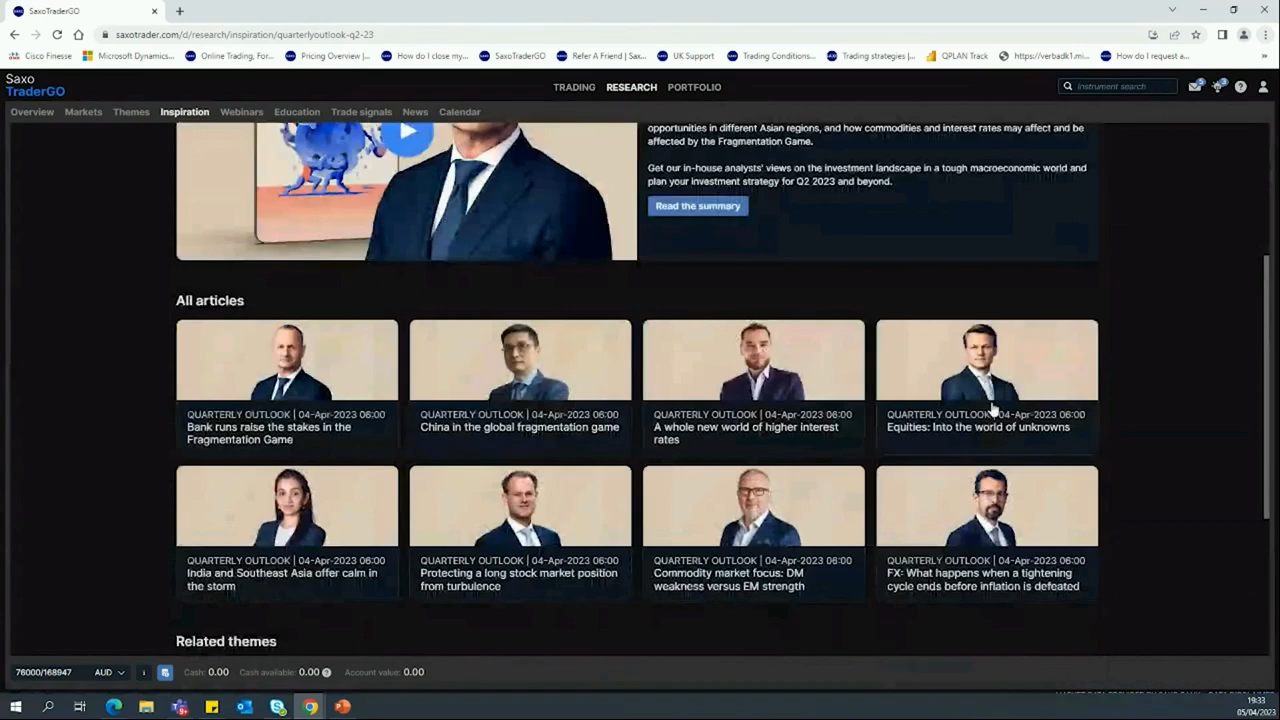 SaxoTraderGO
saxotrader.com/d/research/inspiration/quarterlyoutlook-q2-23
Cisco Finesse
Microsoft Dynamics...
Online Trading, For...
Pricing Overview | S...
How do I close my...
SaxoTraderGO
Refer A Friend | Sax...
UK Support
Trading Conditions...
Trading strategies |...
QPLAN Track
https://verbadk1.mi...
How do I request a...
»
Saxo
TraderGO
TRADING
RESEARCH
PORTFOLIO
Instrument search
Overview
Markets
Themes
Inspiration
Webinars
Education
Trade signals
News
Calendar
opportunities in different Asian regions, and how commodities and interest rates may affect and be
affected by the Fragmentation Game.
Get our in-house analysts' views on the investment landscape in a tough macroeconomic world and
plan your investment strategy for Q2 2023 and beyond.
Read the summary
All articles
QUARTERLY OUTLOOK | 04-Apr-2023 06:00
Bank runs raise the stakes in the
Fragmentation Game
QUARTERLY OUTLOOK | 04-Apr-2023 06:00
China in the global fragmentation game
QUARTERLY OUTLOOK | 04-Apr-2023 06:00
A whole new world of higher interest
rates
QUARTERLY OUTLOOK 04-Apr-2023 06:00
Equities: Into the world of unknowns
QUARTERLY OUTLOOK | 04-Apr-2023 06:00
India and Southeast Asia offer calm in
the storm
QUARTERLY OUTLOOK | 04-Apr-2023 06:00
Protecting a long stock market position
from turbulence
QUARTERLY OUTLOOK | 04-Apr-2023 06:00
Commodity market focus: DM
weakness versus EM strength
QUARTERLY OUTLOOK | 04-Apr-2023 06:00
FX: What happens when a tightening
cycle ends before inflation is defeated
Related themes
76000/168947
AUD
Cash: 0.00
Cash available: 0.00
Account value: 0.00
19:33
05/04/2023